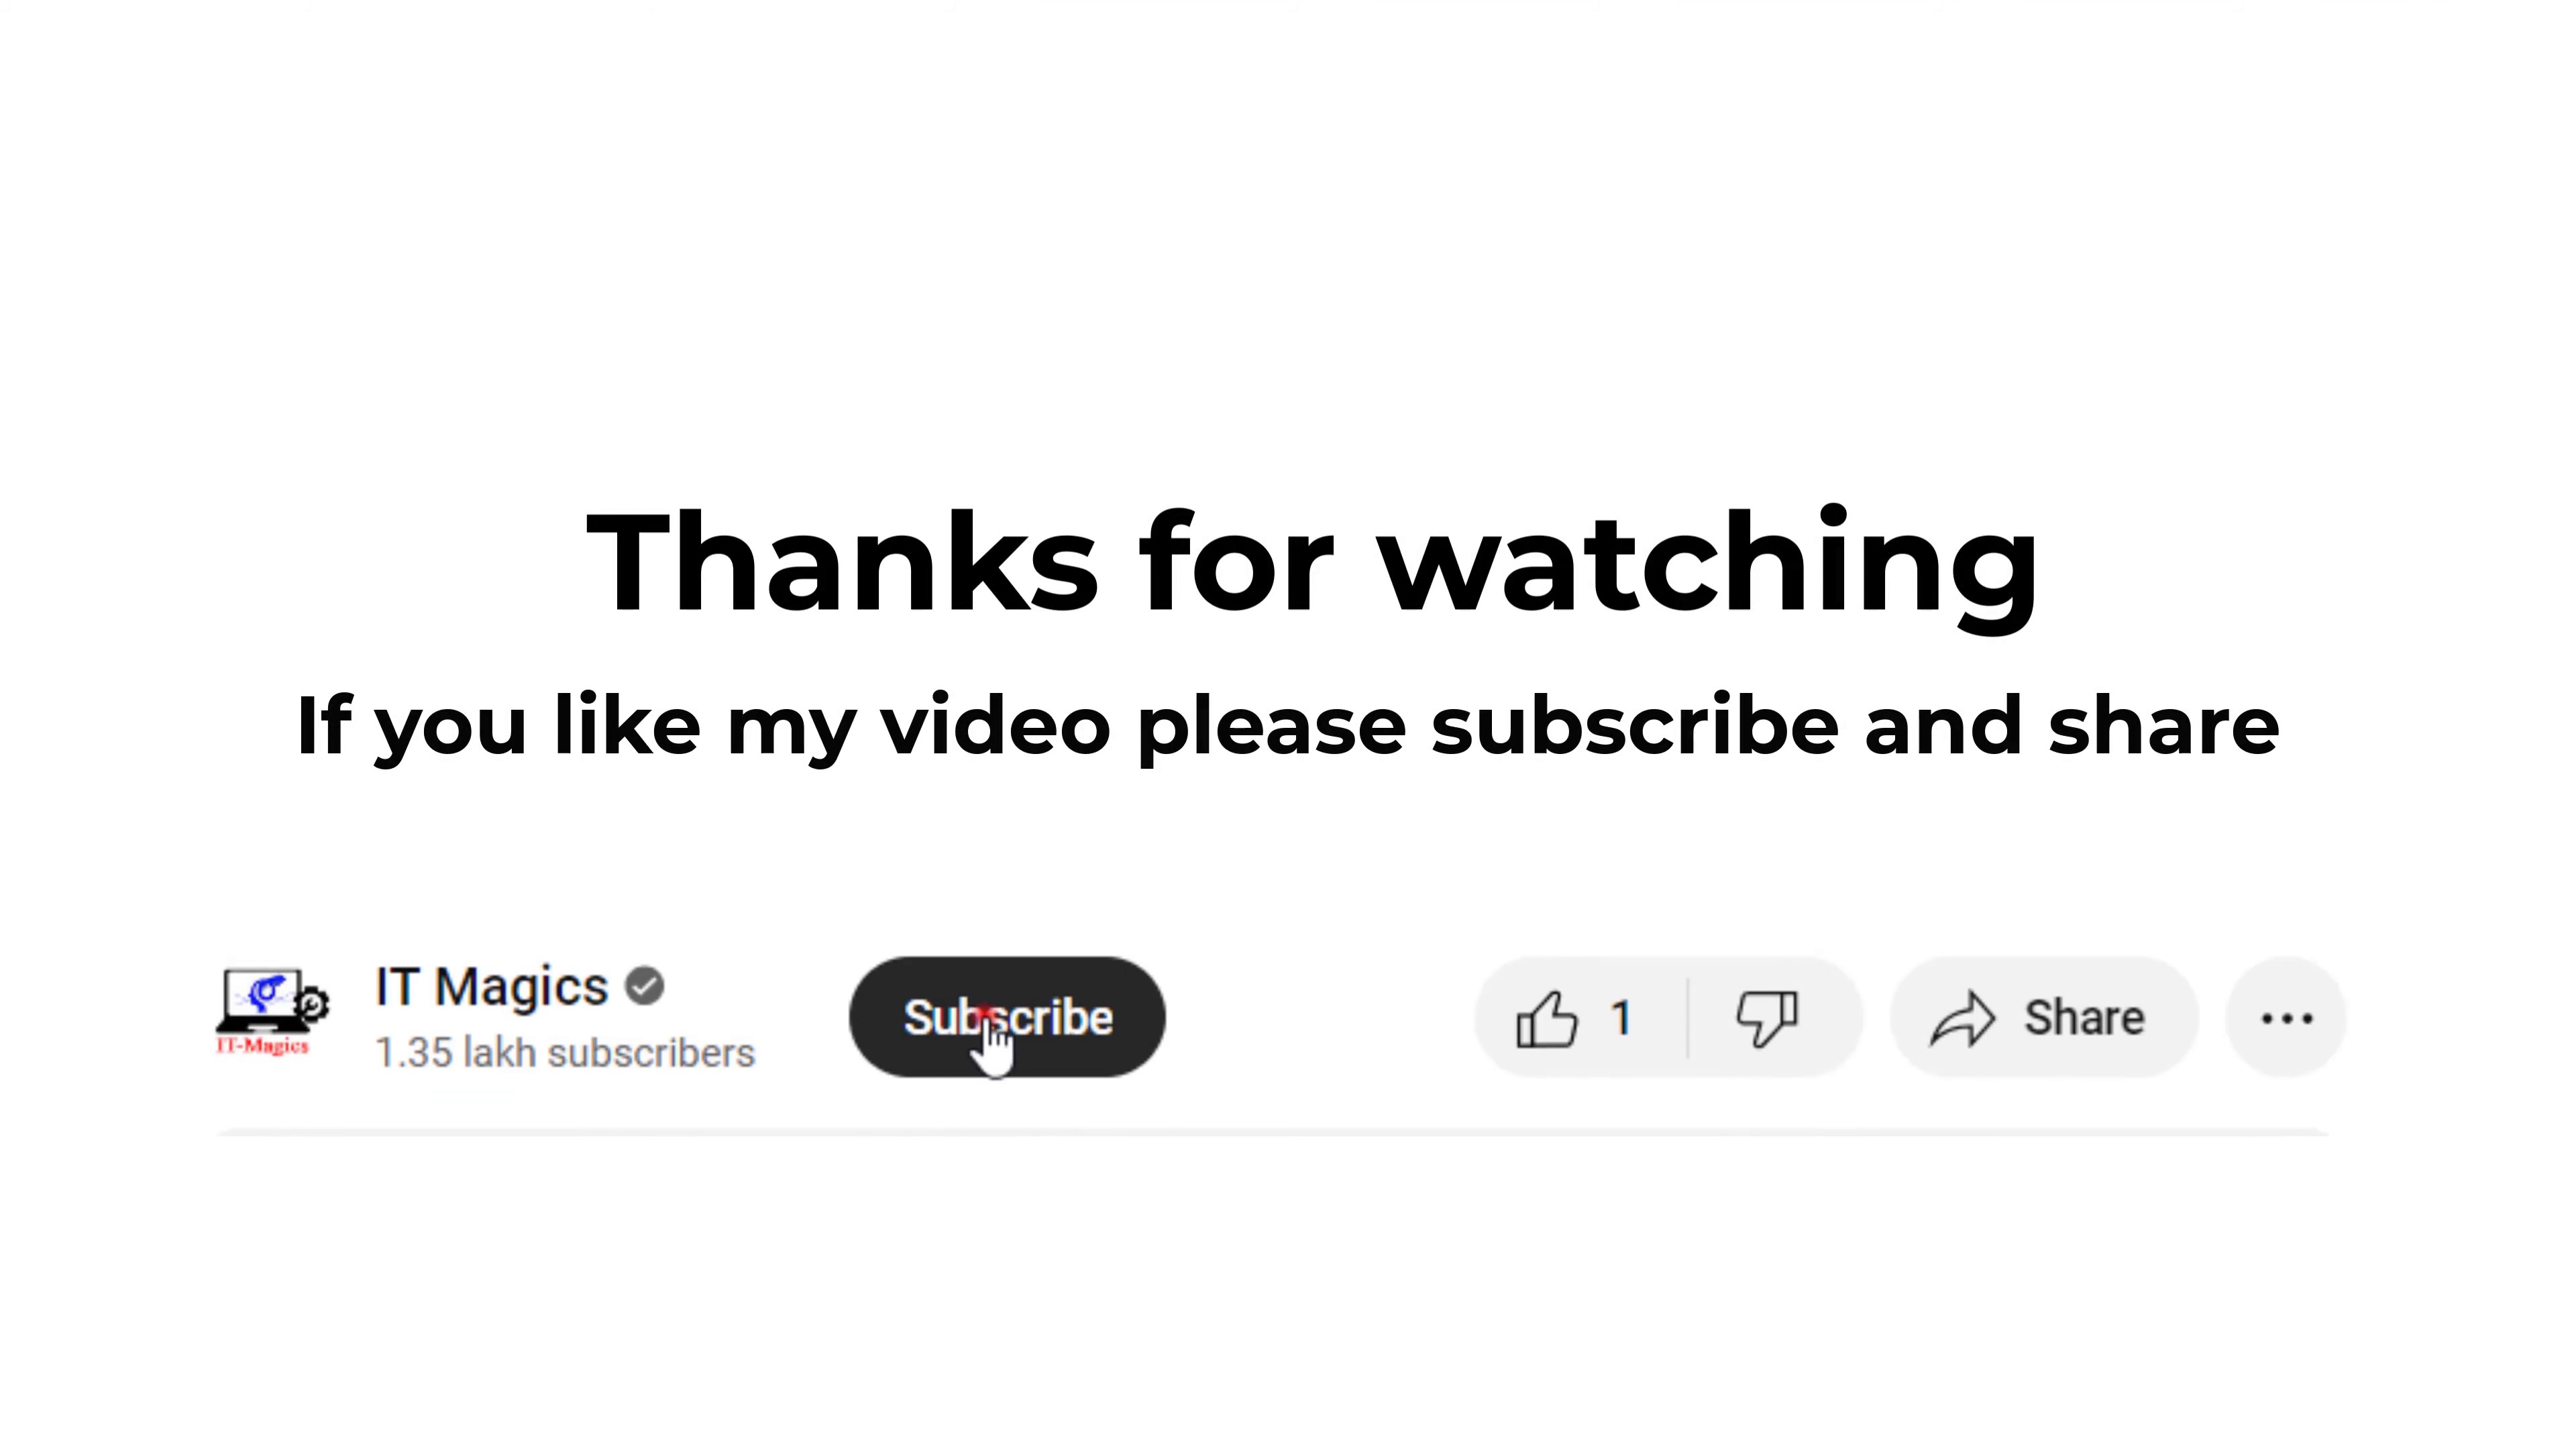 Thanks for watching
If you like my video please subscribe and share
IT Magics
1.35 lakh subscribers
IT-Magics
Subscribe
1
Share